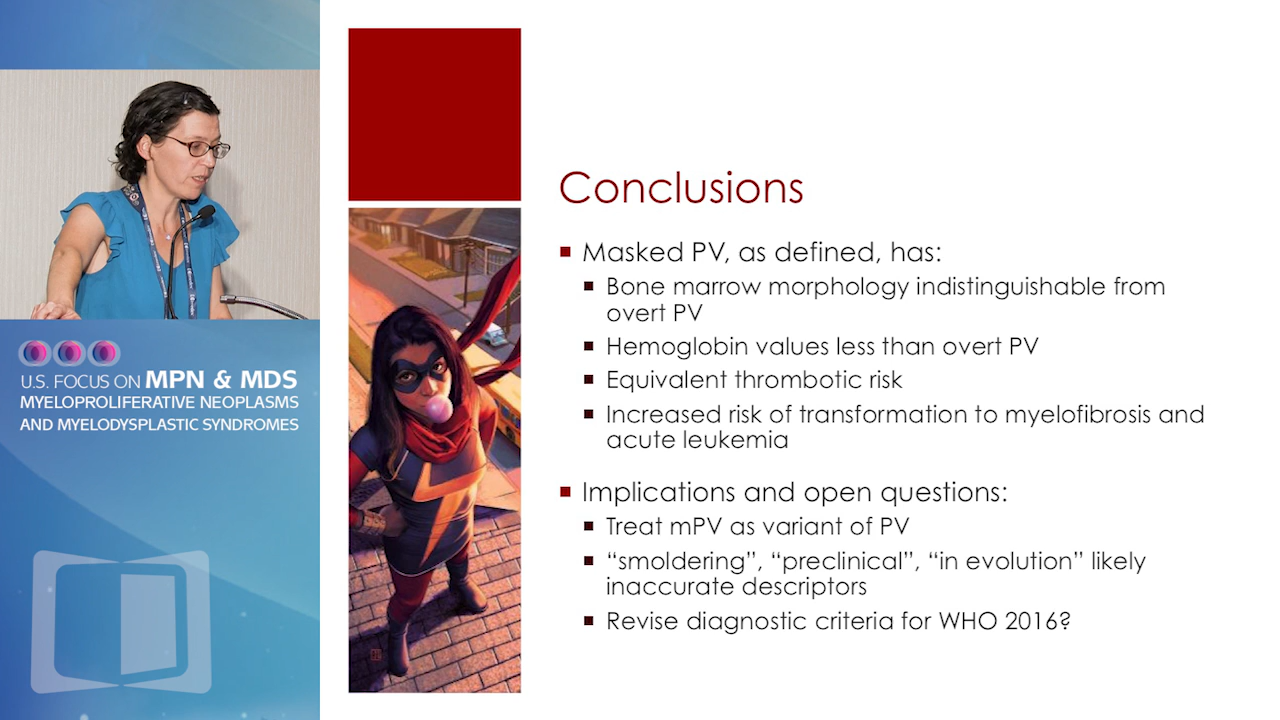 U.S. FOCUS ON MPN & MDS
MYELOPROLIFERATIVE NEOPLASMS
AND MYELODYSPLASTIC SYNDROMES
Conclusions
Masked PV, as defined, has:
Bone marrow morphology indistinguishable from
overt PV
Hemoglobin values less than overt PV
Equivalent thrombotic risk
Increased risk of transformation to myelofibrosis and
acute leukemia
Implications and open questions:
Treat mPV as variant of PV
“smoldering”, “preclinical”, “in evolution” likely
inaccurate descriptors
Revise diagnostic criteria for WHO 2016?